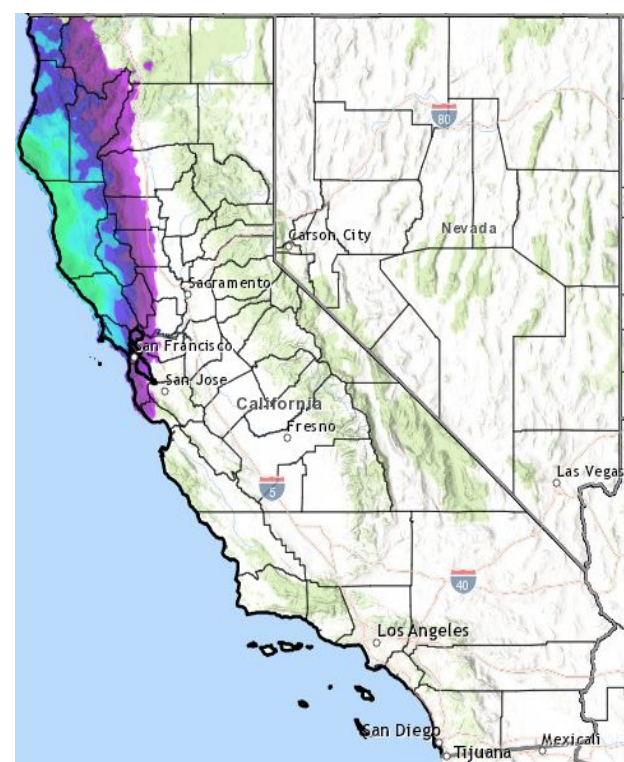 80
Nevada
Carson City
Sacramento
San Francisco
San Jose
California
Fresno
Las Vegas
5
40
Los Angeles
San Diego
Mexicali
Tijuana